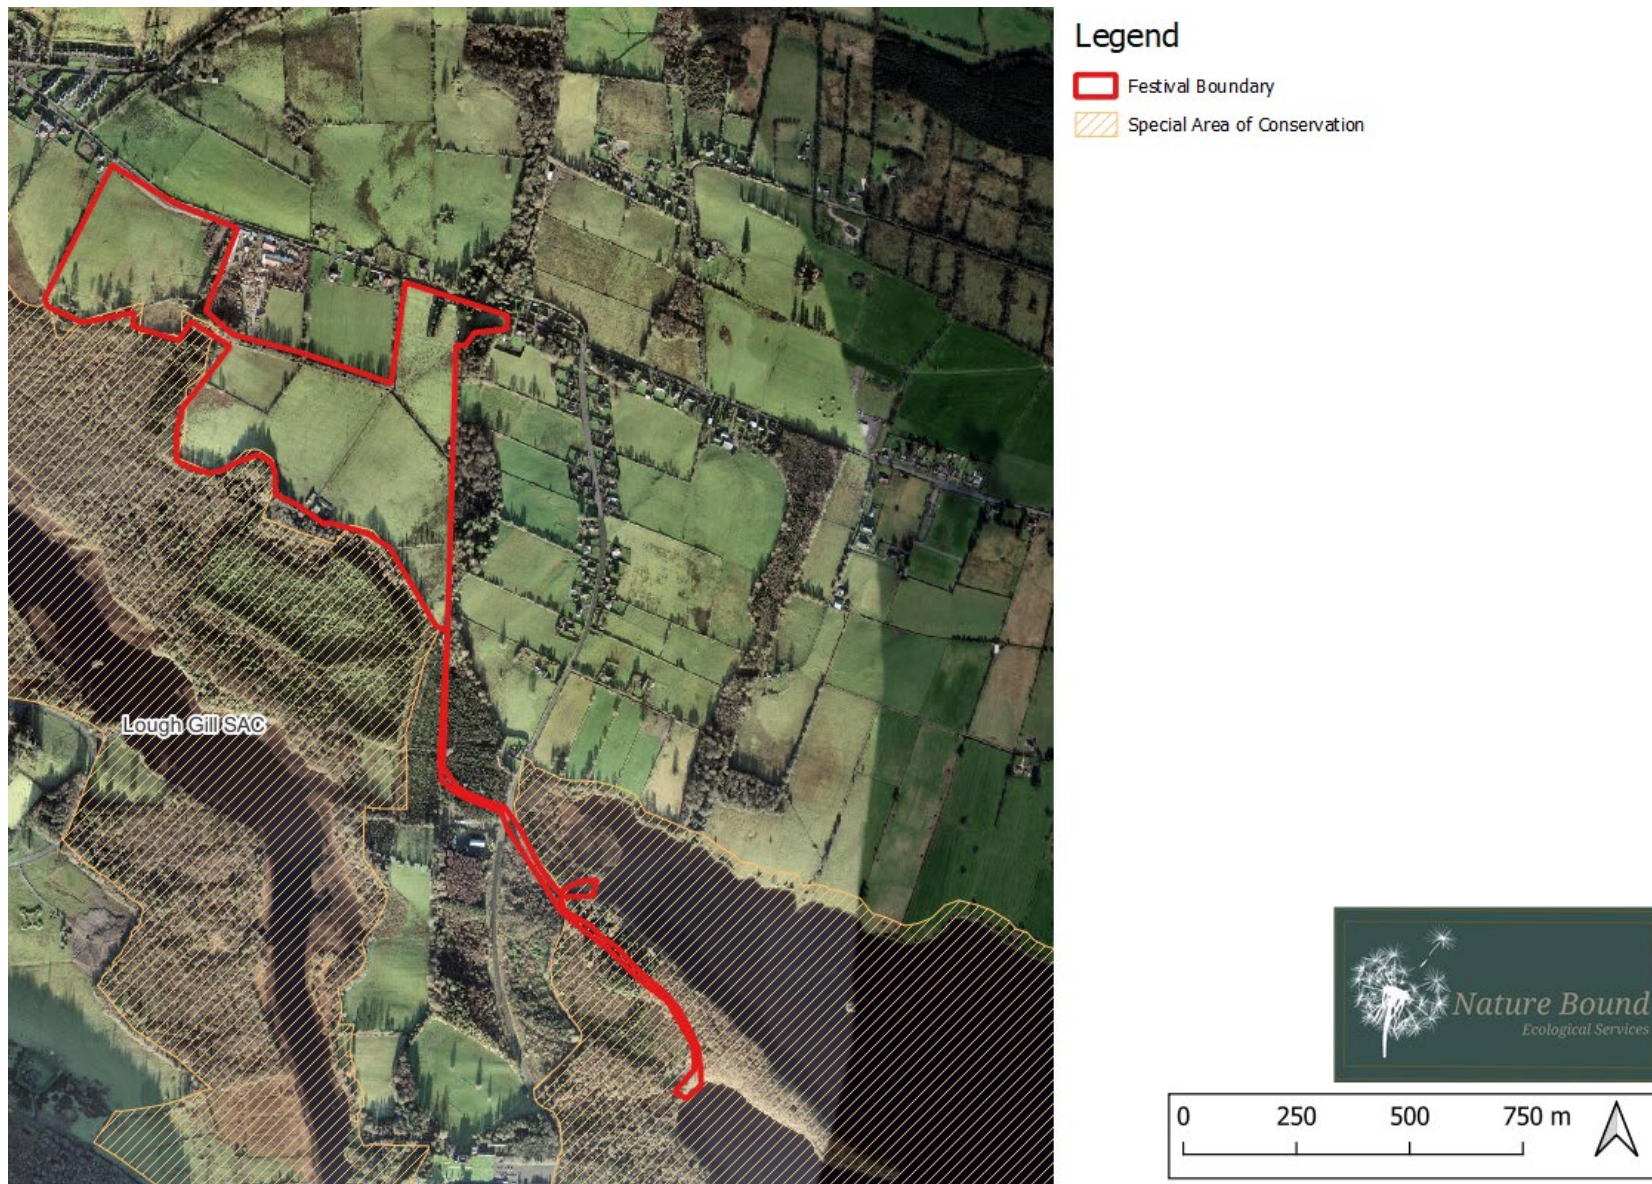 Legend
Festival Boundary
Special Area of Conservation
Lough Gill SAC
Nature Bound
Ecological Services
0 250 500 750 m